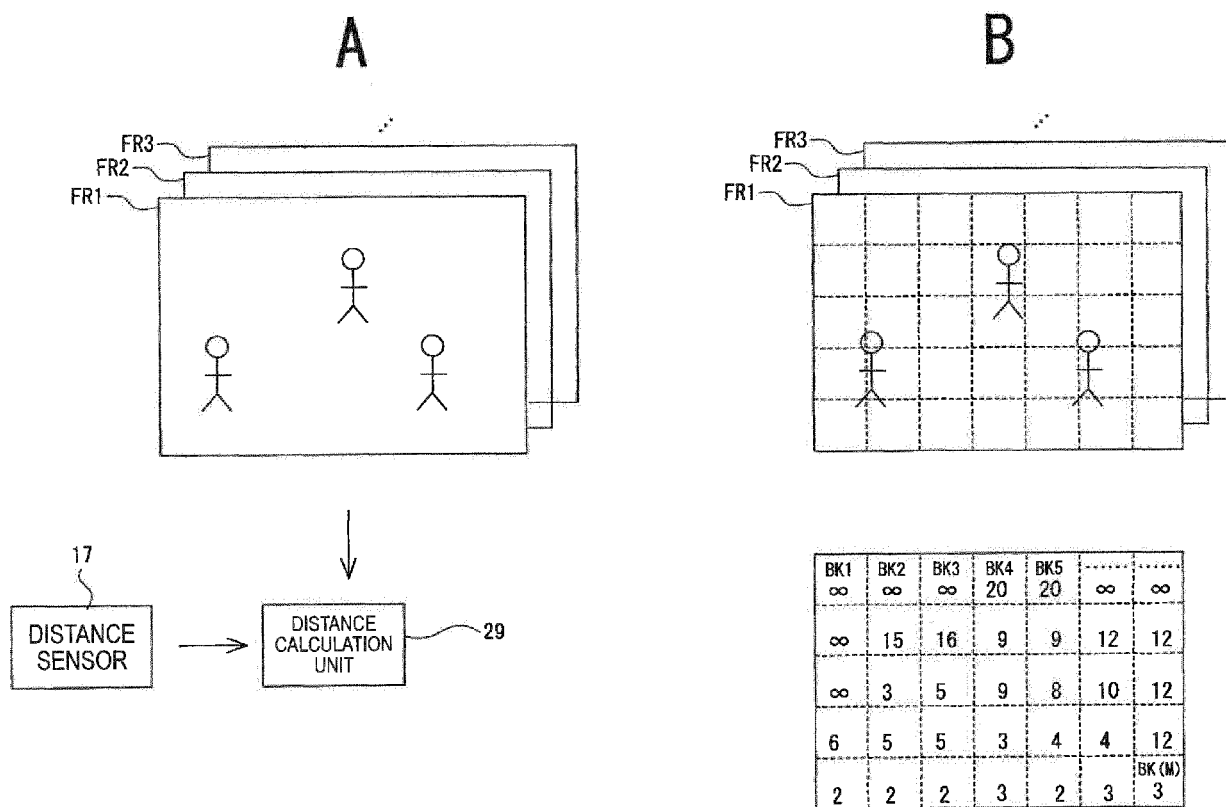 A
FR3
FR2
FR1
17
DISTANCE
SENSOR
DISTANCE
CALCULATION
UNIT
29
B
FR3
FR2
FR1
BK1 BK2 BK3 BK4 BK5
∞ ∞ ∞ 20 20 ∞ ∞
∞ 15 16 9 9 12 12
∞ 3 5 9 8 10 12
6 5 5 3 4 4 12
BK(M)
2 2 2 3 2 3 3